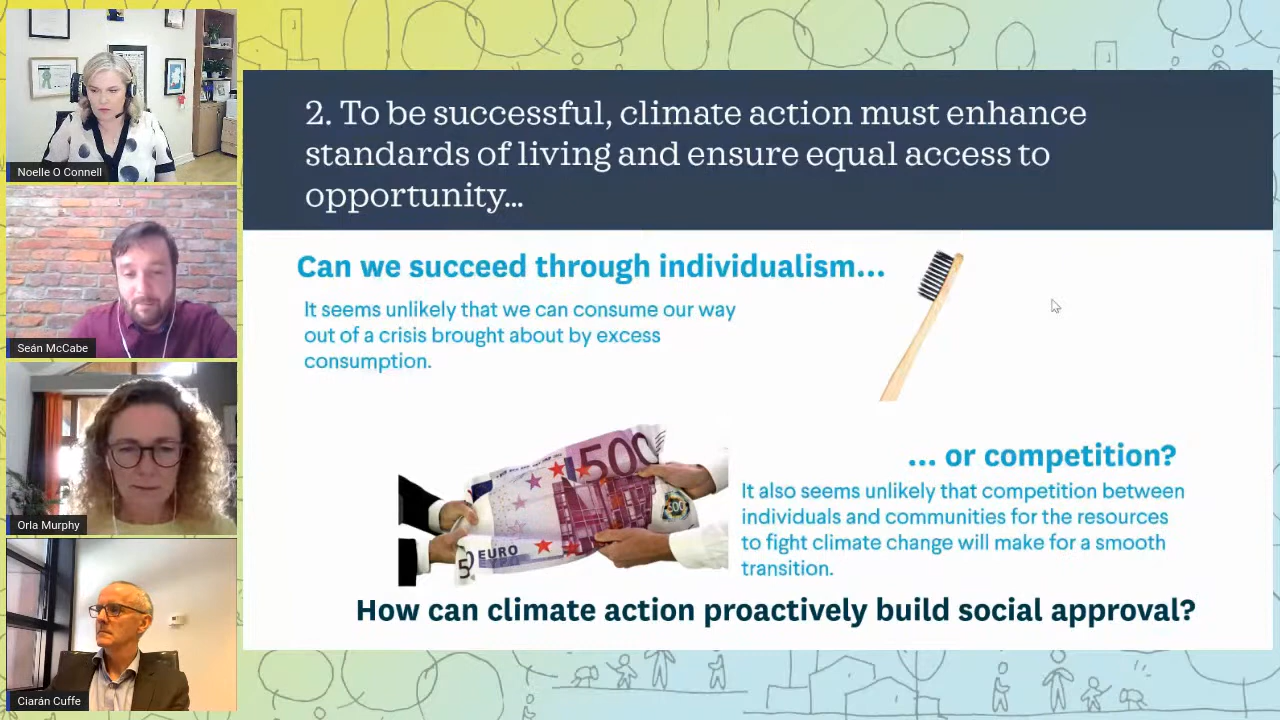 Noelle O Connell
Seán McCabe
Orla Murphy
Ciarán Cuffe
2. To be successful, climate action must enhance
standards of living and ensure equal access to
opportunity...
Can we succeed through individualism...
It seems unlikely that we can consume our way
out of a crisis brought about by excess
consumption.
500
500
5
EURO
... or competition?
It also seems unlikely that competition between
individuals and communities for the resources
to fight climate change will make for a smooth
transition.
How can climate action proactively build social approval?